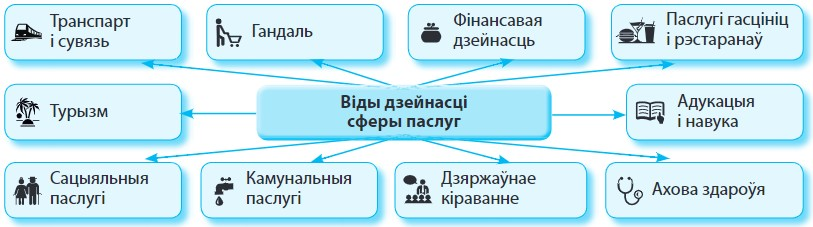 Транспарт
і сувязь
Гандаль
Фінансавая
дзейнасць
Паслугі гасцініц
і рэстаранаў
Турызм
Віды дзейнасці
сферы паслуг
Адукацыя
і навука
Сацыяльныя
паслугі
Камунальныя
паслугі
Дзяржаўнае
кіраванне
Ахова здароўя